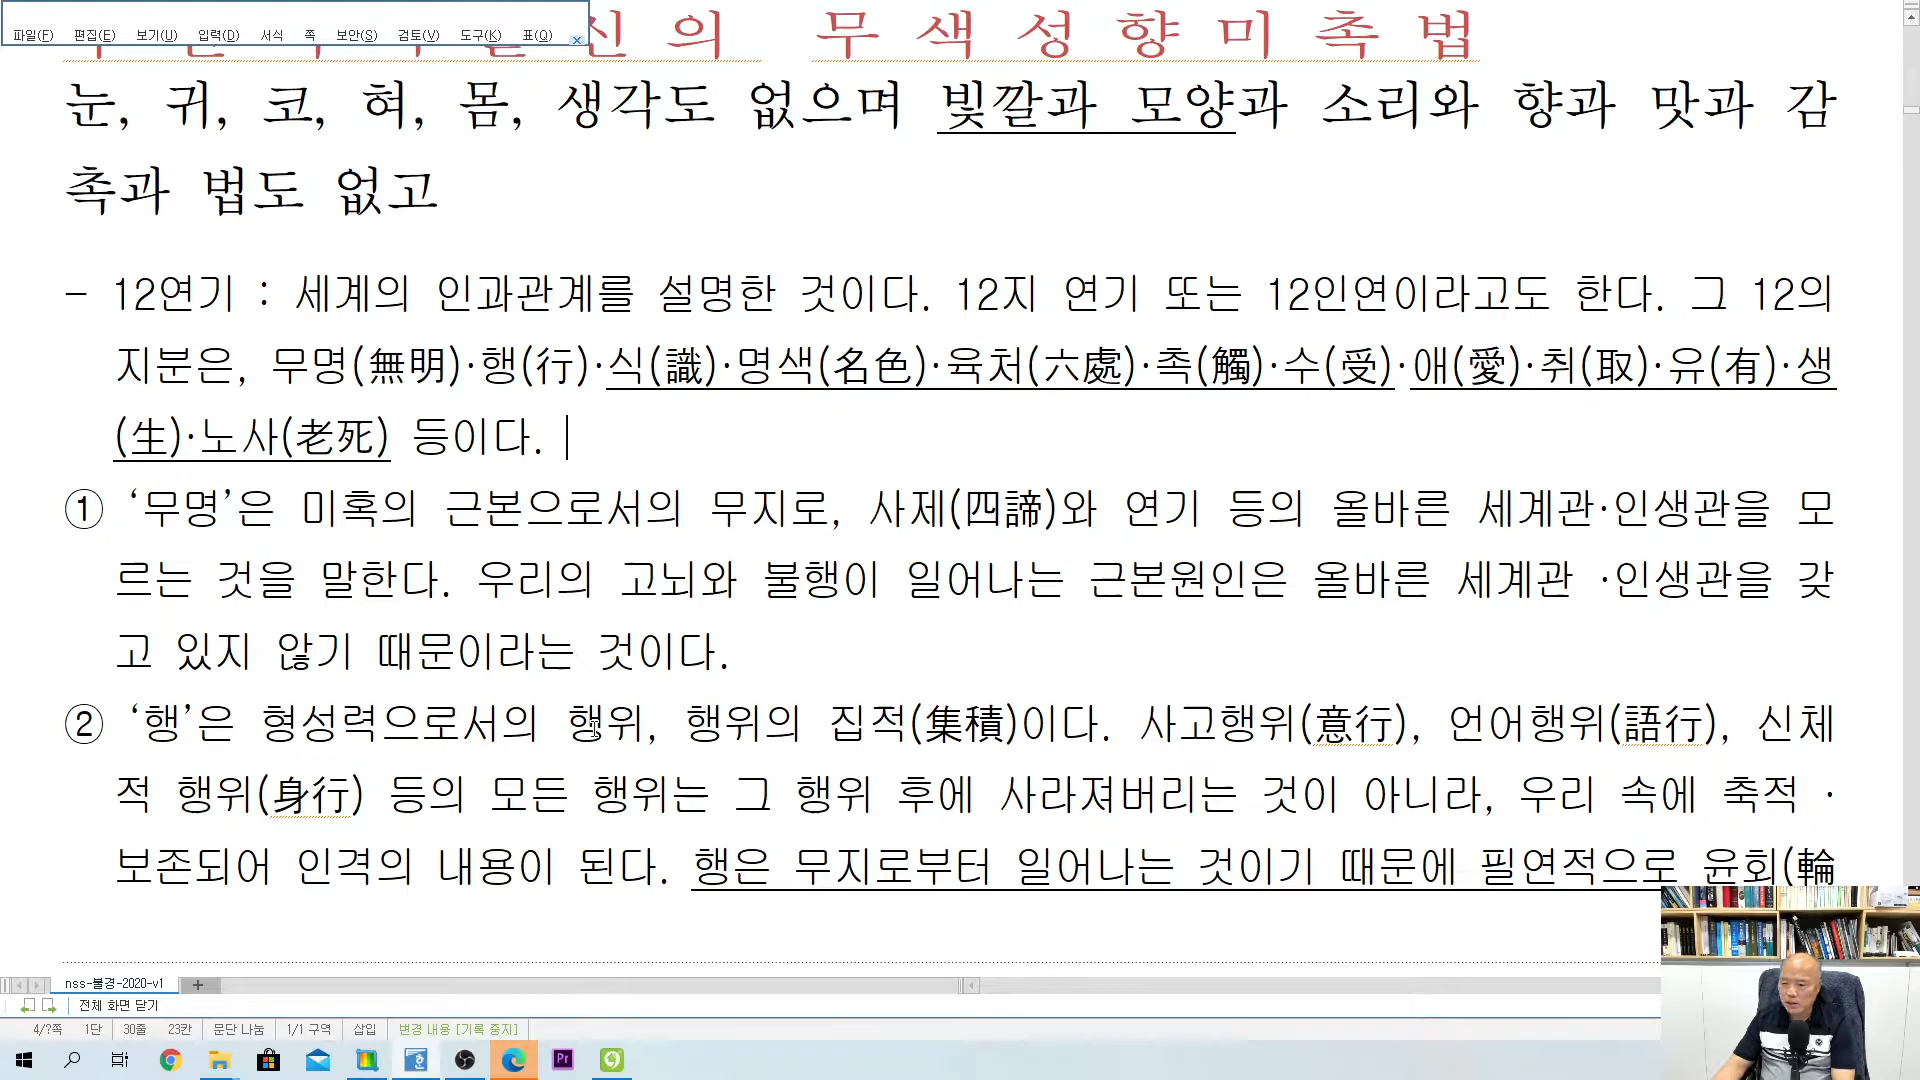 파일(F) 편집(E) 보기(U) 입력(D) 서식 쪽 보안(S) 검토(V) 도구(K) 표(Q)
신의 무색성향미촉법
눈, 귀, 코, 혀, 몸, 생각도 없으며 빛깔과 모양과 소리와 향과 맛과 감
촉과 법도 없고
- 12연기 : 세계의 인과관계를 설명한 것이다. 12지 연기 또는 12인연이라고도 한다. 그 12의
지분은, 무명(無明)·행(行)·식(識)·명색(名色)·육처(六處)·촉(觸)·수(受)·애(愛)·취(取)·유(有)·생
(生)·노사(老死) 등이다.
① ‘무명’은 미혹의 근본으로서의 무지로, 사제(四諦)와 연기 등의 올바른 세계관·인생관을 모
르는 것을 말한다. 우리의 고뇌와 불행이 일어나는 근본원인은 올바른 세계관 ·인생관을 갖
고 있지 않기 때문이라는 것이다.
② ‘행’은 형성력으로서의 행위, 행위의 집적(集積)이다. 사고행위(意行), 언어행위(語行), 신체
적 행위(身行) 등의 모든 행위는 그 행위 후에 사라져버리는 것이 아니라, 우리 속에 축적 ·
보존되어 인격의 내용이 된다. 행은 무지로부터 일어나는 것이기 때문에 필연적으로 윤회(輪
nss-불경-2020-v1
전체 화면 닫기
4/?쪽 1단 30줄 23칸 문단 나눔 1/1 구역 삽입 변경 내용 [기록 중지]
Pr